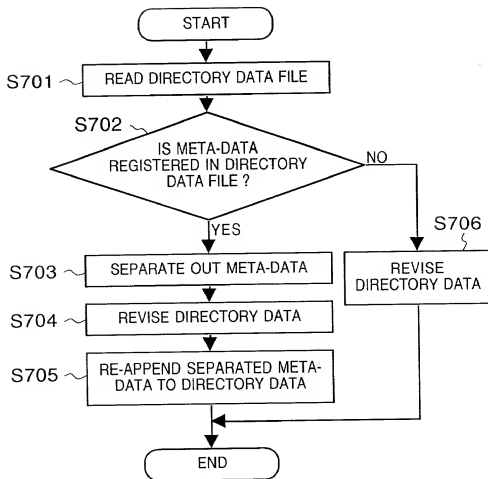 START
S701
READ DIRECTORY DATA FILE
S702
IS META-DATA
REGISTERED IN DIRECTORY
DATA FILE ?
NO
YES
S706
S703
SEPARATE OUT META-DATA
REVISE
DIRECTORY DATA
S704
REVISE DIRECTORY DATA
S705
RE-APPEND SEPARATED META-
DATA TO DIRECTORY DATA
END